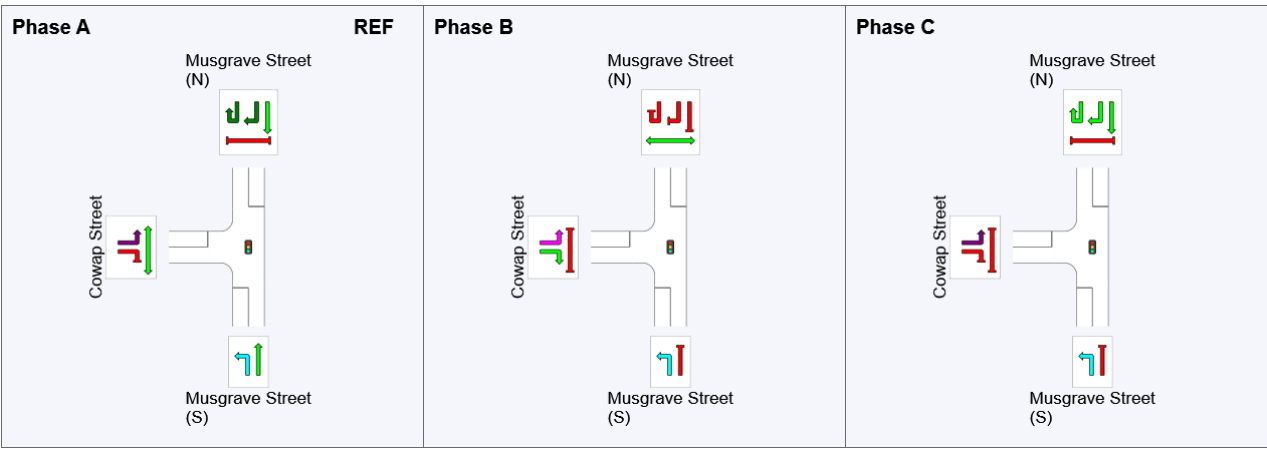 Phase A
REF
Musgrave Street
(N)
Cowap Street
Musgrave Street
(S)
Phase B
Musgrave Street
(N)
Cowap Street
Musgrave Street
(S)
Phase C
Musgrave Street
(N)
Cowap Street
Musgrave Street
(S)